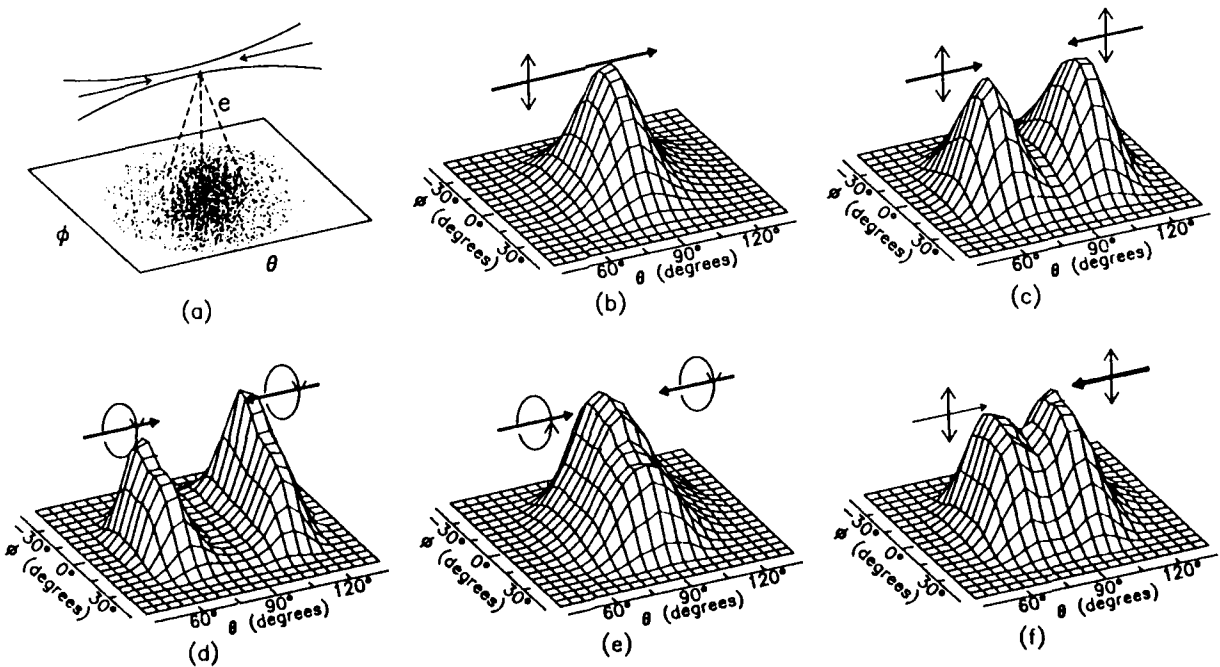 e
ϕ
θ
(a)
-30°
0°
30°
ø (degrees)
60°
90°
120°
θ (degrees)
(b)
-30°
0°
30°
ø (degrees)
60°
90°
120°
θ (degrees)
(c)
-30°
0°
30°
ø (degrees)
60°
90°
120°
θ (degrees)
(d)
-30°
0°
30°
ø (degrees)
60°
90°
120°
θ (degrees)
(e)
-30°
0°
30°
ø (degrees)
60°
90°
120°
θ (degrees)
(f)